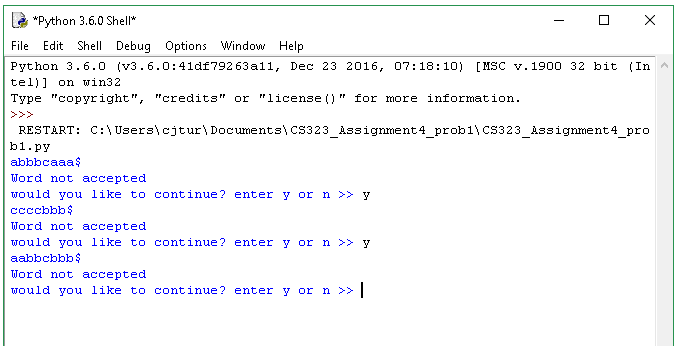 *Python 3.6.0 Shell*
File Edit Shell Debug Options Window Help
Python 3.6.0 (v3.6.0:41df79263a11, Dec 23 2016, 07:18:10) [MSC v.1900 32 bit (In
tel)] on win32
Type "copyright", "credits" or "license()" for more information.
>>>
 RESTART: C:\Users\cjtur\Documents\CS323_Assignment4_prob1\CS323_Assignment4_pro
b1.py
abbbcaaa$
Word not accepted
would you like to continue? enter y or n >> y
ccccbbb$
Word not accepted
would you like to continue? enter y or n >> y
aabbcbbb$
Word not accepted
would you like to continue? enter y or n >>